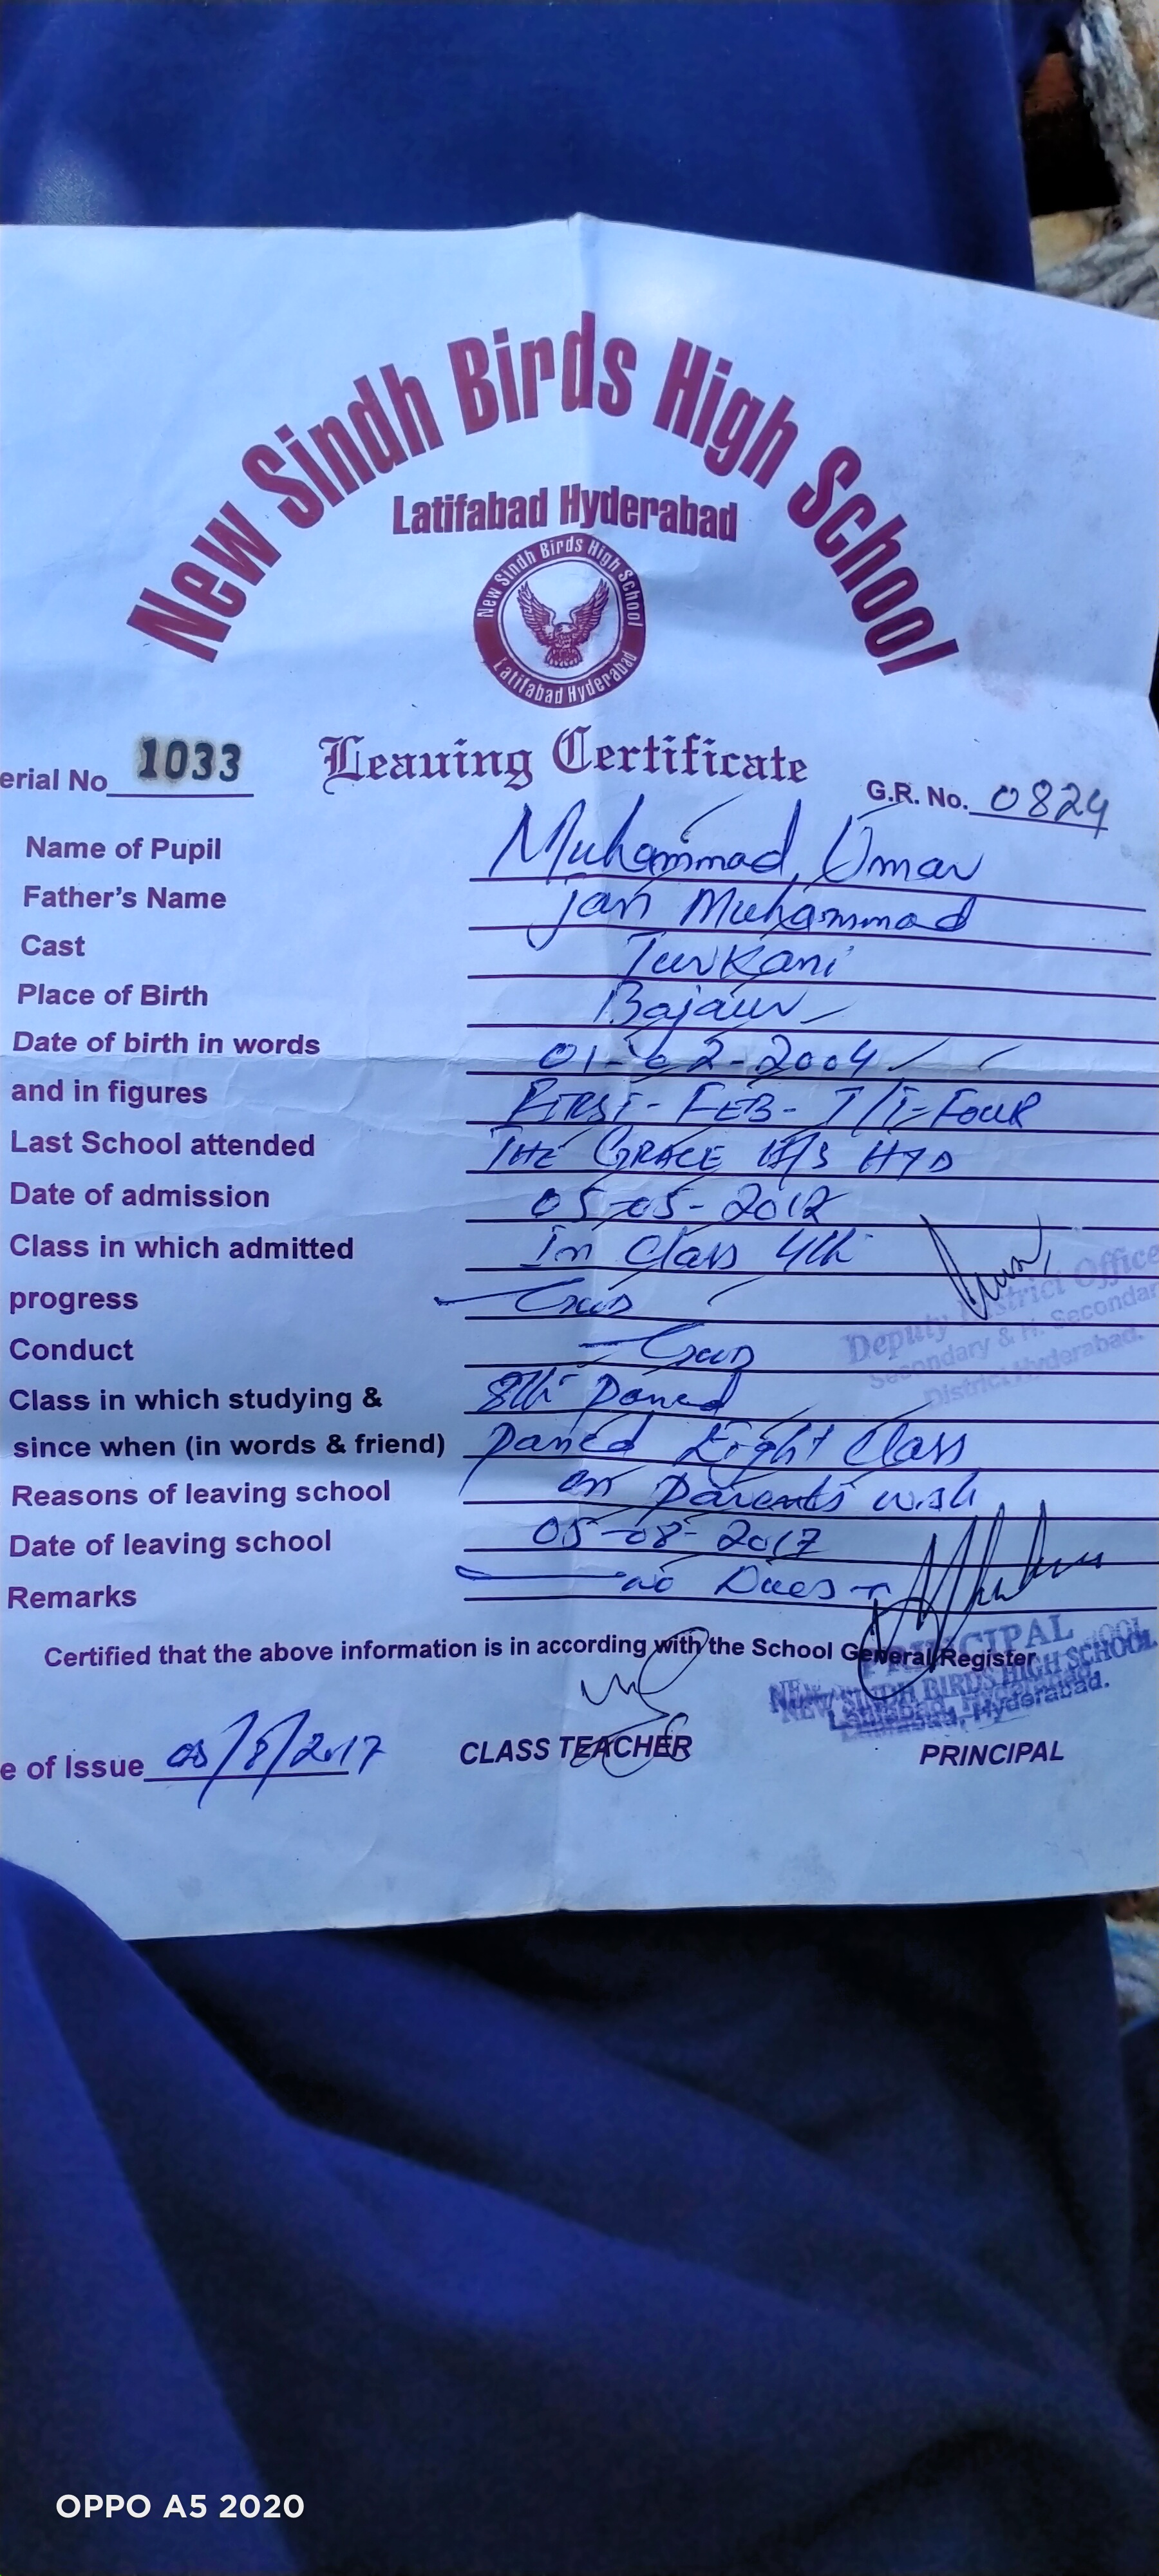 New Sindh Birds High School
Latifabad Hyderabad
New Sindh Birds High School
Latifabad Hyderabad
Leaving Certificate
erial No 1033
G.R. No. 0824
Name of Pupil Muhammad Umar
Father's Name Jan Muhammad
Cast Turkani
Place of Birth Bajaur
Date of birth in words 01-02-2004
and in figures FIRST-FEB-T/T-FOUR
Last School attended THE GRACE H/S HYD
Date of admission 05-05-2012
Class in which admitted In Class 4th
progress Good
Conduct Good
Class in which studying & 8th Passed
since when (in words & friend) Passed Eight Class
Reasons of leaving school on Parents wish
Date of leaving school 05-08-2017
Remarks no Dues
Deputy District Office
Secondary & H. Secondar
District Hyderabad.
Certified that the above information is in according with the School General Register
PRINCIPAL
NEW SINDH BIRDS HIGH SCHOOL
Latifabad, Hyderabad.
e of Issue 05/8/2017
CLASS TEACHER
PRINCIPAL
OPPO A5 2020